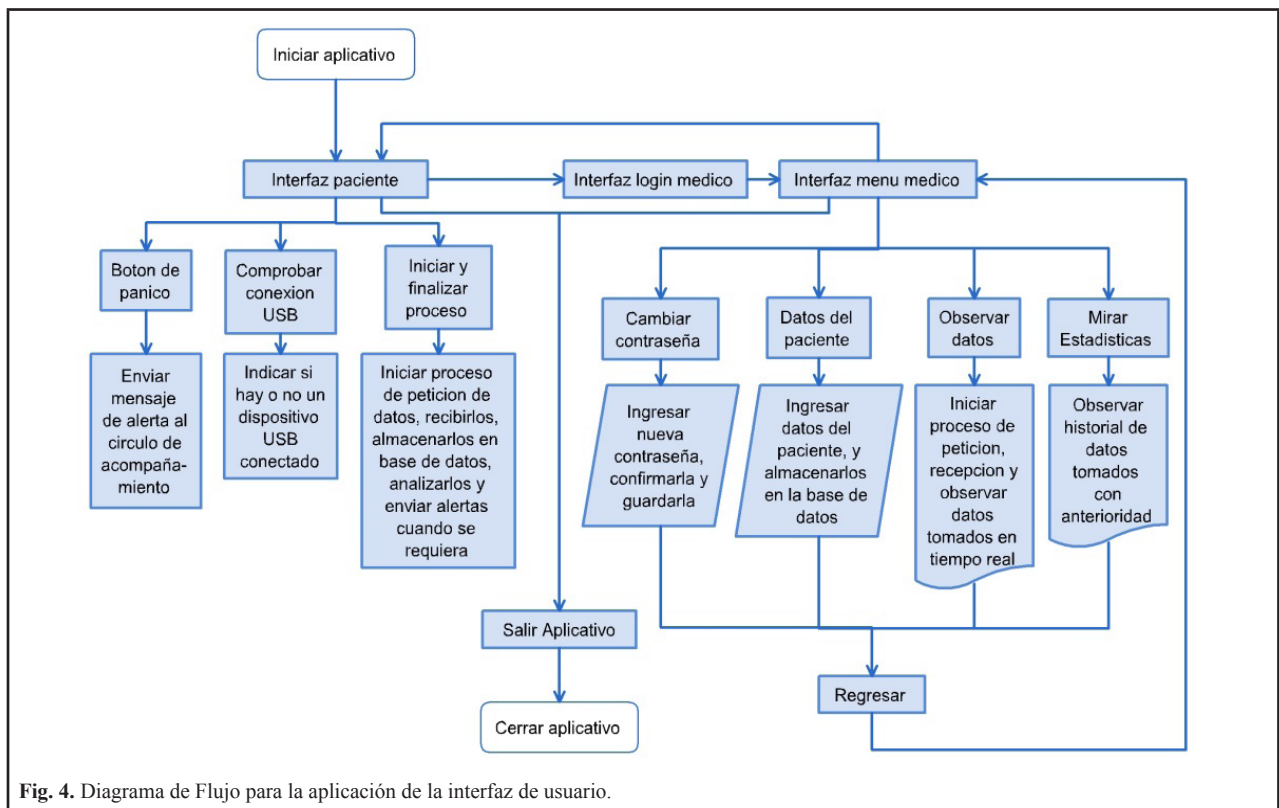 Iniciar aplicativo
Interfaz paciente
Interfaz login medico
Interfaz menu medico
Boton de
panico
Comprobar
conexion
USB
Iniciar y
finalizar
proceso
Enviar
mensaje
de alerta al
circulo de
acompaña-
miento
Indicar si
hay o no un
dispositivo
USB
conectado
Iniciar proceso
de peticion de
datos, recibirlos,
almacenarlos en
base de datos,
analizarlos y
enviar alertas
cuando se
requiera
Cambiar
contraseña
Datos del
paciente
Observar
datos
Mirar
Estadisticas
Ingresar
nueva
contraseña,
confirmarla y
guardarla
Ingresar
datos del
paciente, y
almacenarlos
en la base de
datos
Iniciar
proceso de
peticion,
recepcion y
observar
datos
tomados en
tiempo real
Observar
historial de
datos
tomados
con
anterioridad
Salir Aplicativo
Regresar
Cerrar aplicativo
Fig. 4. Diagrama de Flujo para la aplicación de la interfaz de usuario.